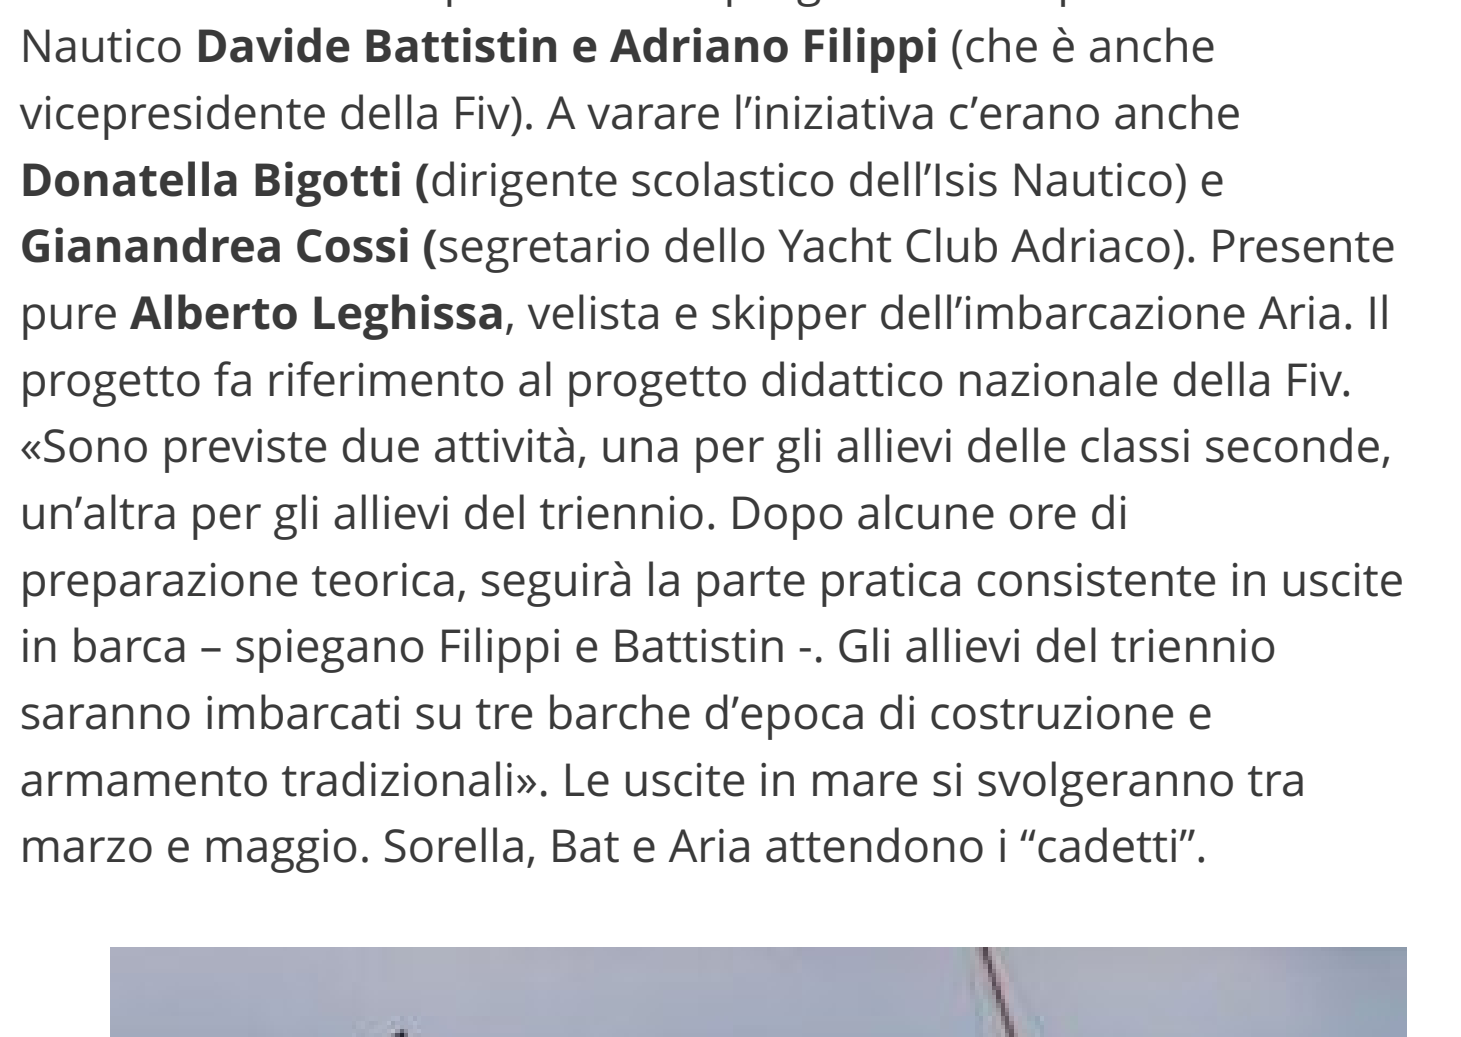 Nautico Davide Battistin e Adriano Filippi (che è anche
vicepresidente della Fiv). A varare l’iniziativa c’erano anche
Donatella Bigotti (dirigente scolastico dell’Isis Nautico) e
Gianandrea Cossi (segretario dello Yacht Club Adriaco). Presente
pure Alberto Leghissa, velista e skipper dell’imbarcazione Aria. Il
progetto fa riferimento al progetto didattico nazionale della Fiv.
«Sono previste due attività, una per gli allievi delle classi seconde,
un’altra per gli allievi del triennio. Dopo alcune ore di
preparazione teorica, seguirà la parte pratica consistente in uscite
in barca – spiegano Filippi e Battistin -. Gli allievi del triennio
saranno imbarcati su tre barche d’epoca di costruzione e
armamento tradizionali». Le uscite in mare si svolgeranno tra
marzo e maggio. Sorella, Bat e Aria attendono i “cadetti”.